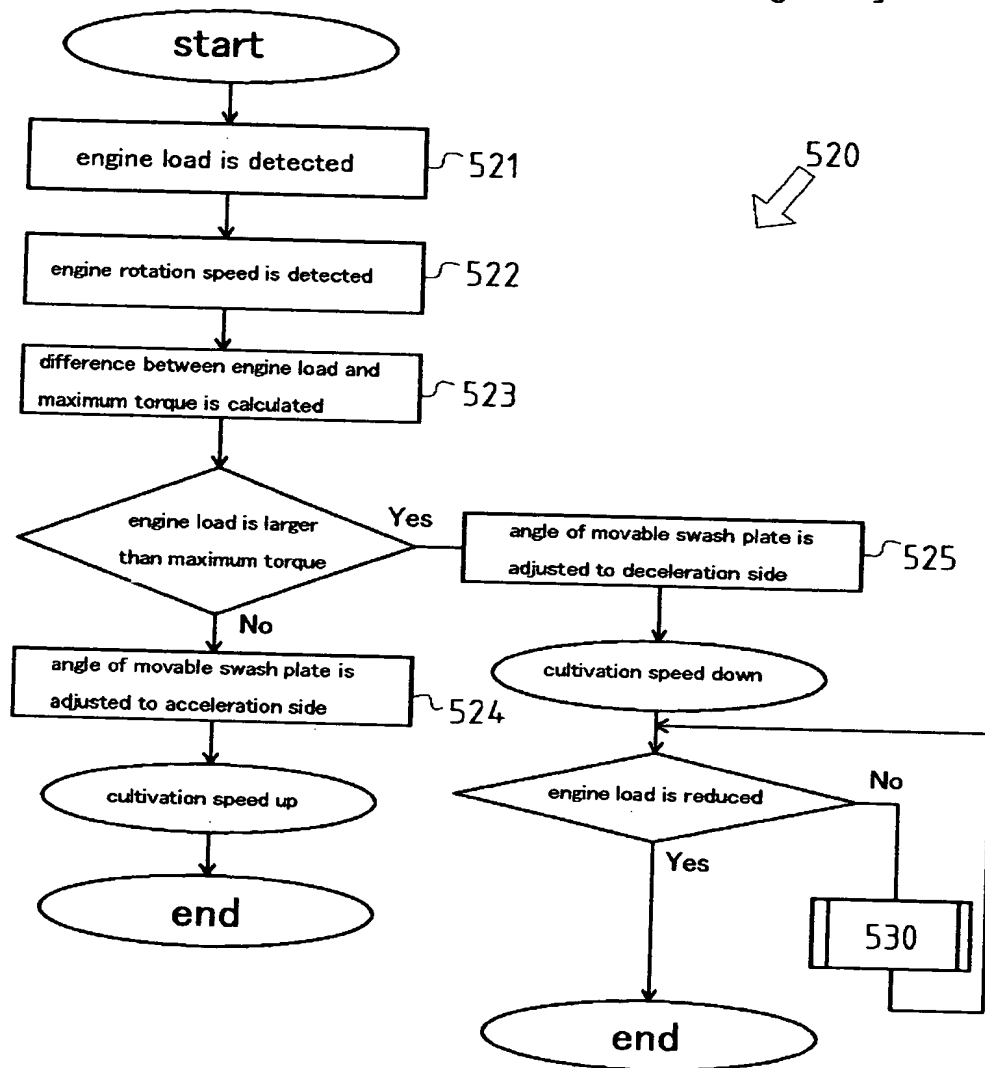 start
engine load is detected
521
520
engine rotation speed is detected
522
difference between engine load and
maximum torque is calculated
523
engine load is larger
than maximum torque
Yes
No
angle of movable swash plate is
adjusted to deceleration side
525
angle of movable swash plate is
adjusted to acceleration side
524
cultivation speed down
cultivation speed up
engine load is reduced
No
Yes
530
end
end